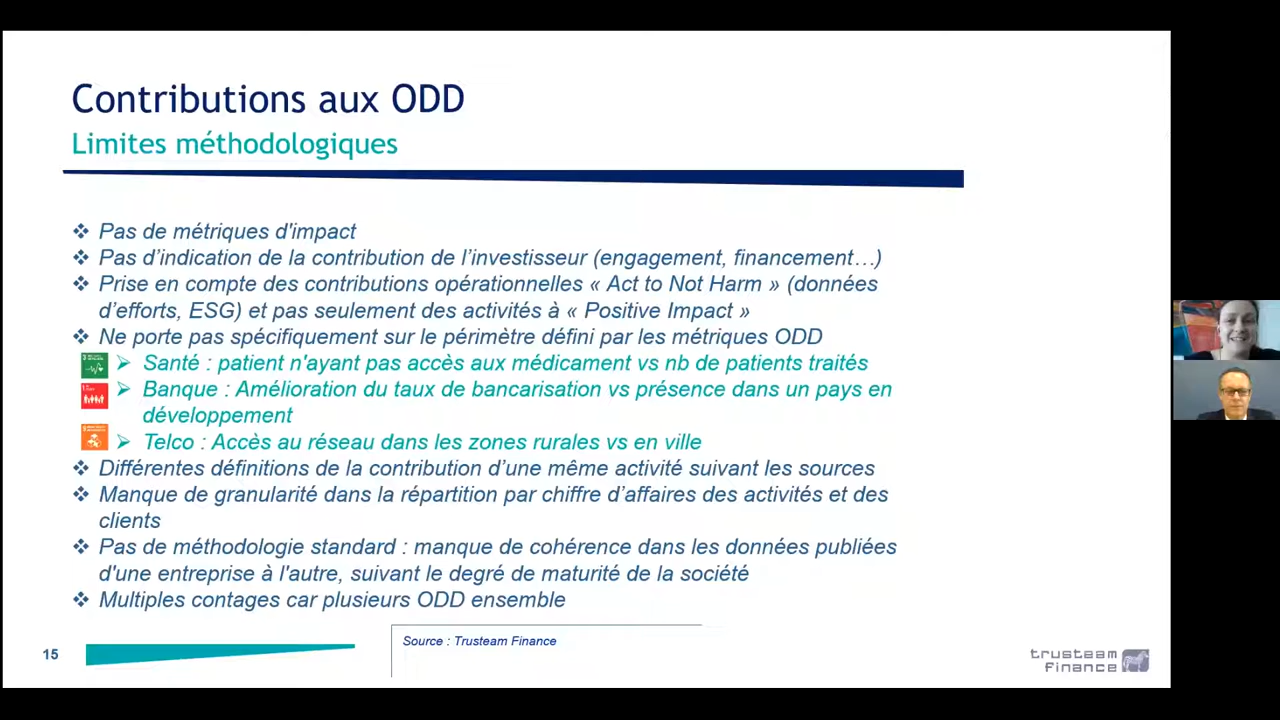 Contributions aux ODD
Limites méthodologiques
Pas de métriques d'impact
Pas d’indication de la contribution de l’investisseur (engagement, financement…)
Prise en compte des contributions opérationnelles « Act to Not Harm » (données
d’efforts, ESG) et pas seulement des activités à « Positive Impact »
Ne porte pas spécifiquement sur le périmètre défini par les métriques ODD
Santé : patient n'ayant pas accès aux médicament vs nb de patients traités
Banque : Amélioration du taux de bancarisation vs présence dans un pays en
développement
Telco : Accès au réseau dans les zones rurales vs en ville
Différentes définitions de la contribution d’une même activité suivant les sources
Manque de granularité dans la répartition par chiffre d’affaires des activités et des
clients
Pas de méthodologie standard : manque de cohérence dans les données publiées
d'une entreprise à l'autre, suivant le degré de maturité de la société
Multiples contages car plusieurs ODD ensemble
Source : Trusteam Finance
15
trusteam
finance